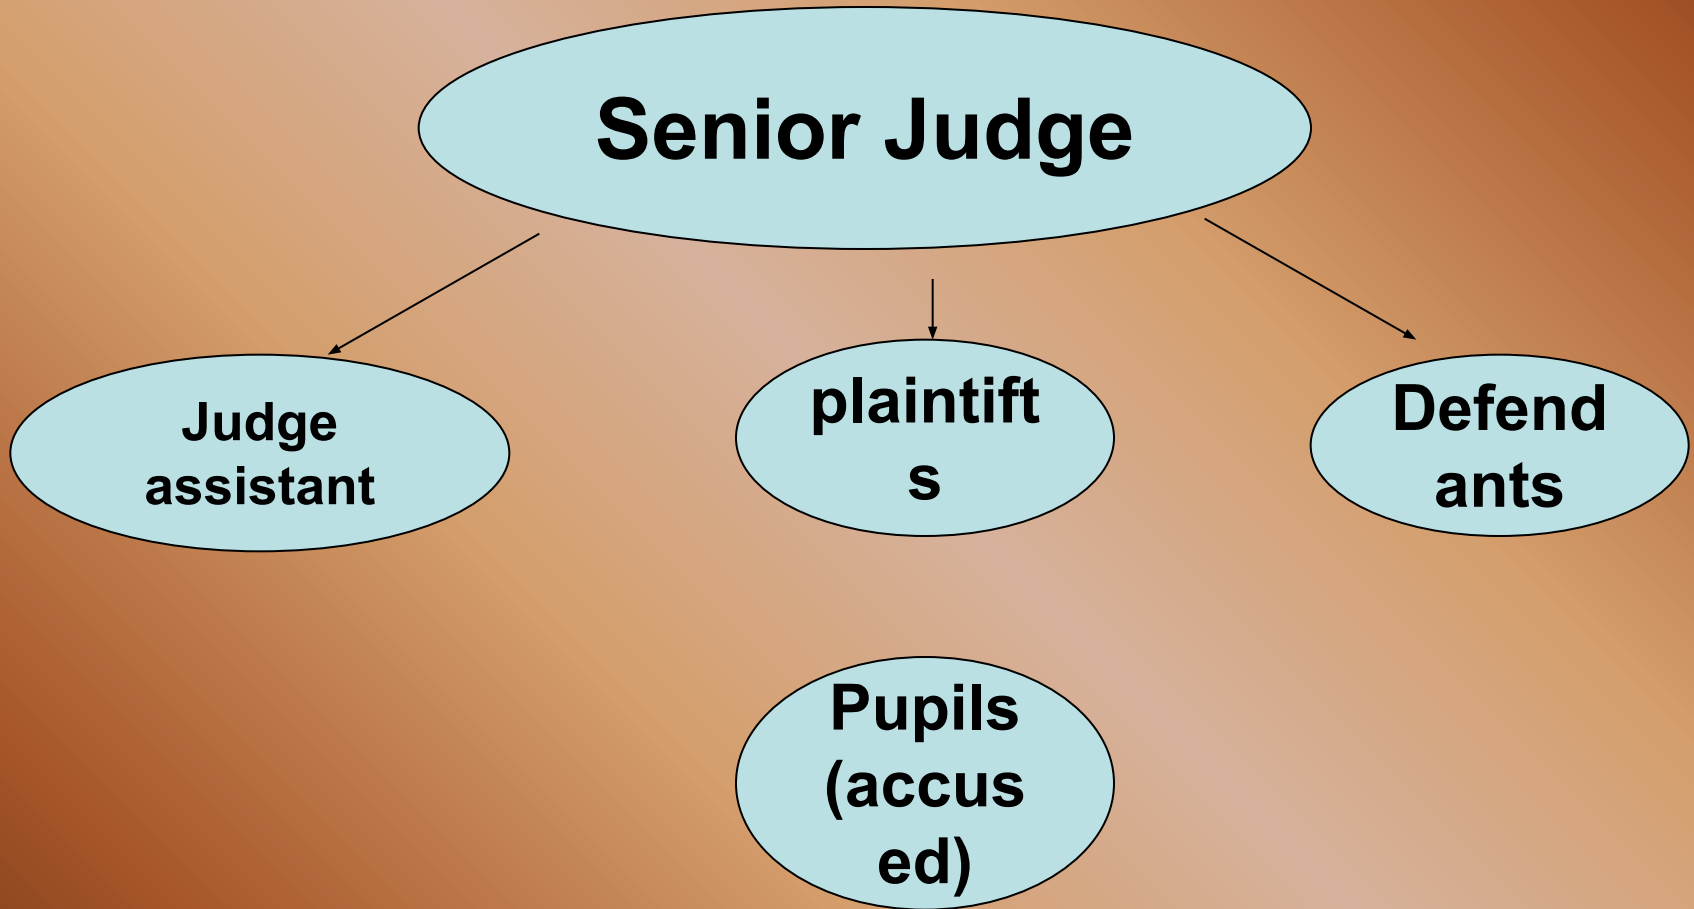 Senior Judge
Judge
assistant
plaintift
s
Defend
ants
Pupils
(accus
ed)